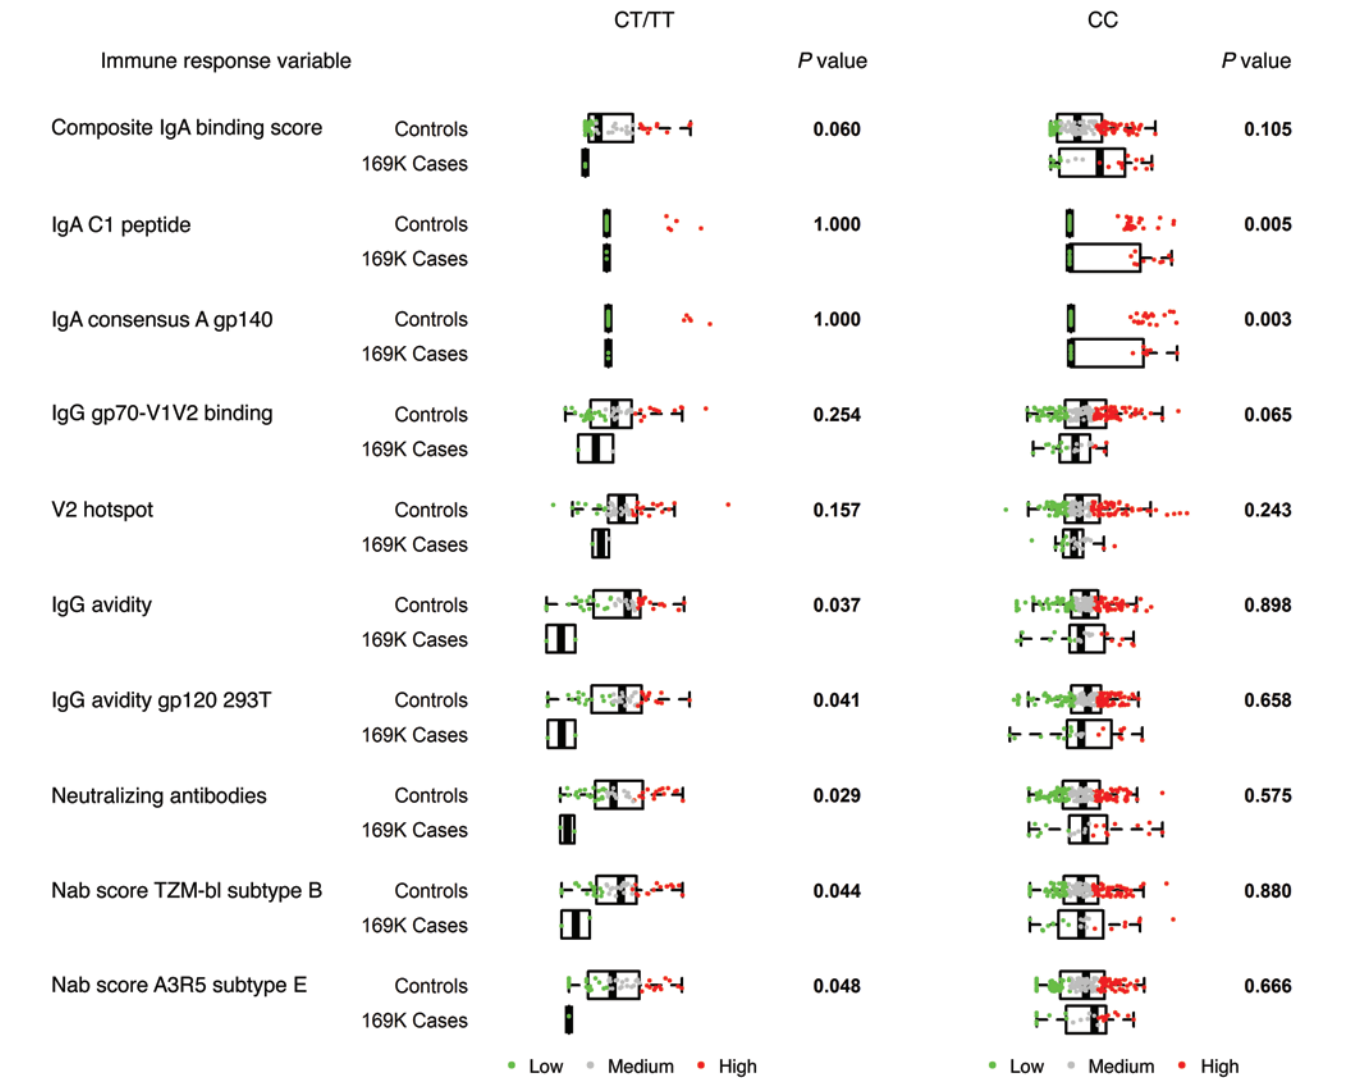 CT/TT CC
Immune response variable P value P value
Composite IgA binding score Controls 0.060 0.105
169K Cases
IgA C1 peptide Controls 1.000 0.005
169K Cases
IgA consensus A gp140 Controls 1.000 0.003
169K Cases
IgG gp70-V1V2 binding Controls 0.254 0.065
169K Cases
V2 hotspot Controls 0.157 0.243
169K Cases
IgG avidity Controls 0.037 0.898
169K Cases
IgG avidity gp120 293T Controls 0.041 0.658
169K Cases
Neutralizing antibodies Controls 0.029 0.575
169K Cases
Nab score TZM-bl subtype B Controls 0.044 0.880
169K Cases
Nab score A3R5 subtype E Controls 0.048 0.666
169K Cases
Low Medium High Low Medium High